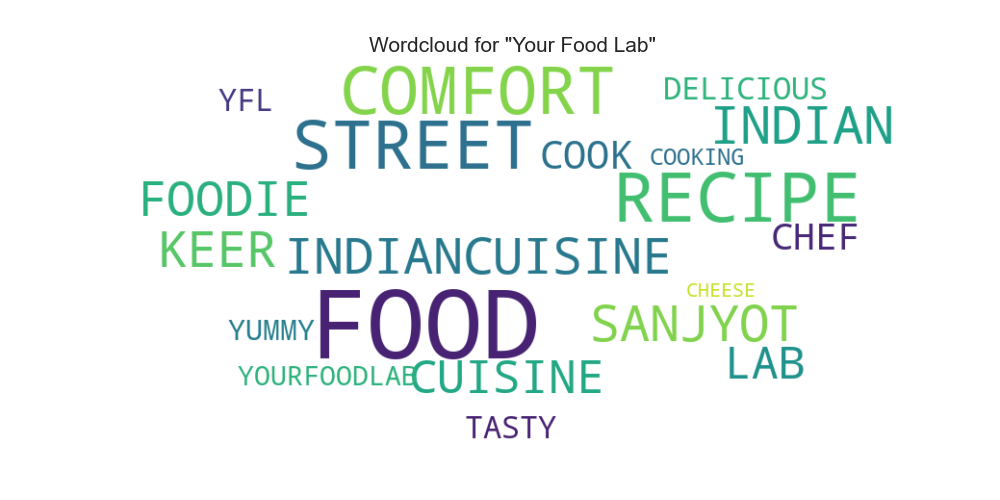 Wordcloud for "Your Food Lab"
COMFORT
DELICIOUS
YFL
INDIAN
STREET
COOK
COOKING
RECIPE
FOODIE
CHEF
KEER
INDIANCUISINE
CHEESE
FOOD
SANJYOT
YUMMY
LAB
YOURFOODLAB
CUISINE
TASTY